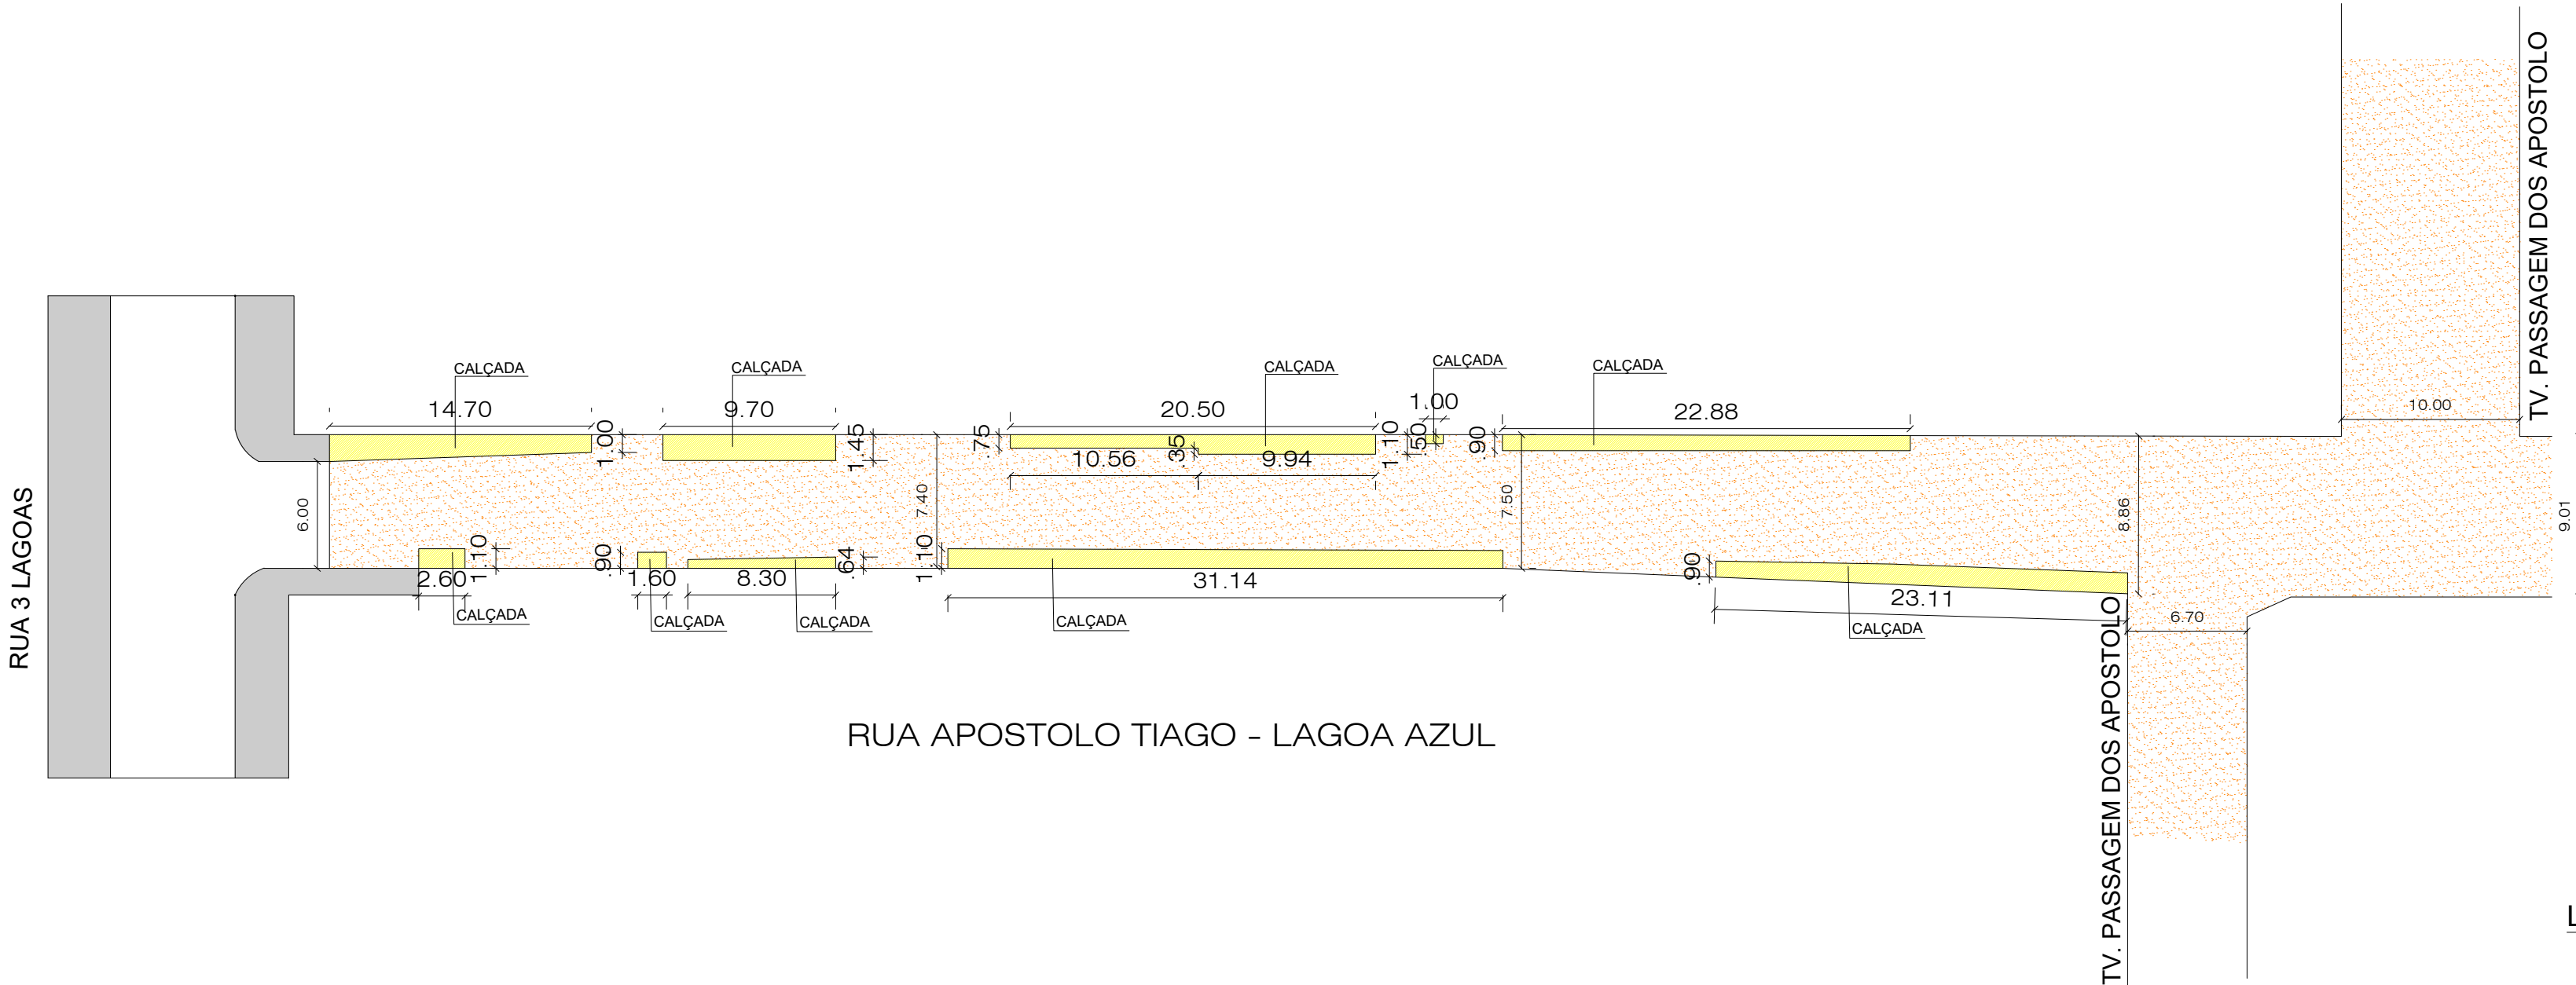 TV. PASSAGEM DOS APOSTOLO
CALÇADA
CALÇADA
CALÇADA
CALÇADA
CALÇADA
14.70
9.70
20.50
1.00
22.88
10.00
1.00
1.45
.75
10.56
.35
9.94
1.10
.50
.90
RUA 3 LAGOAS
6.00
7.40
7.50
8.86
9.01
1.10
.90
.64
1.10
.90
2.60
1.60
8.30
31.14
23.11
6.70
CALÇADA
CALÇADA
CALÇADA
CALÇADA
CALÇADA
TV. PASSAGEM DOS APOSTOLO
RUA APOSTOLO TIAGO - LAGOA AZUL
L